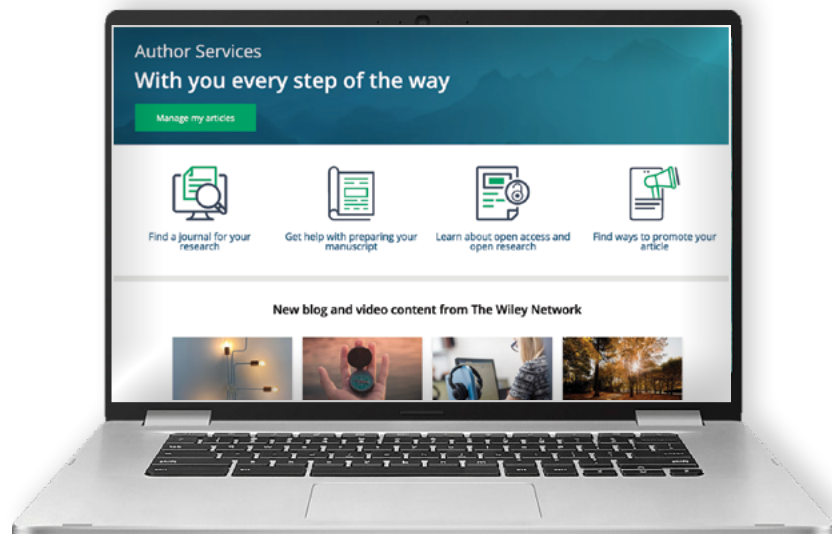 Author Services
With you every step of the way
Manage my articles
Find a journal for your
research
Get help with preparing your
manuscript
Learn about open access and
open research
Find ways to promote your
article
New blog and video content from The Wiley Network